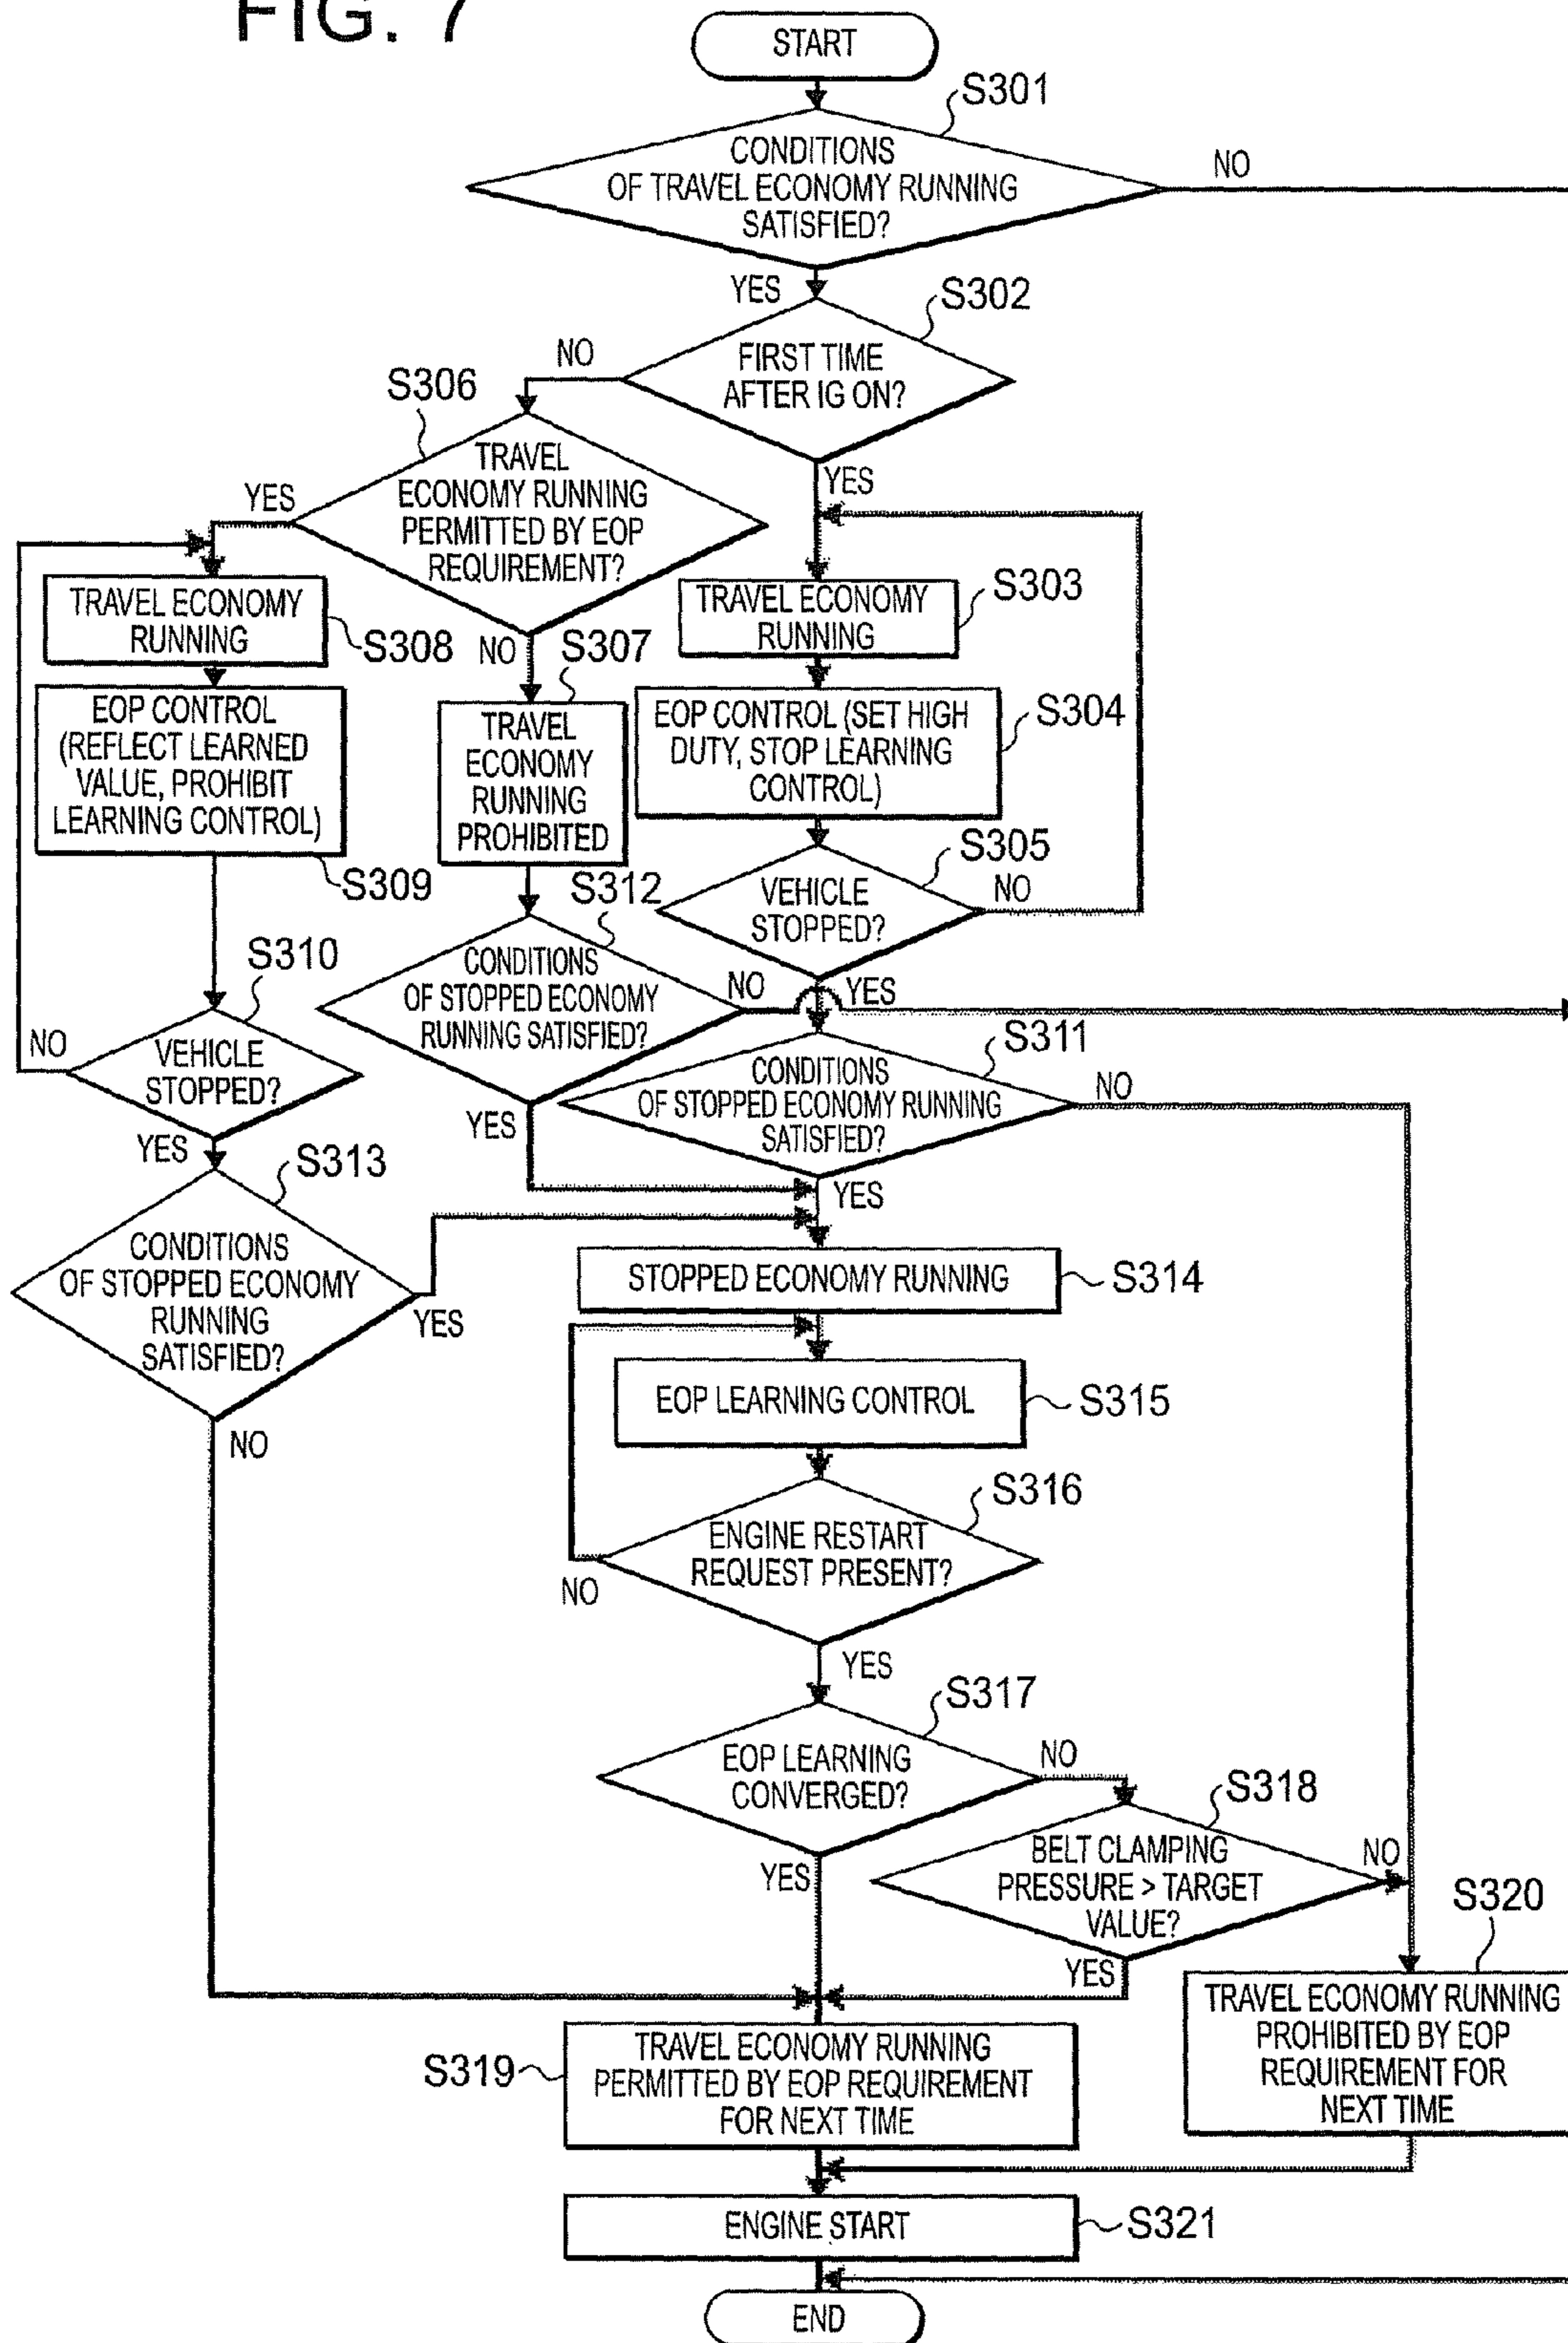 FIG. 7
START
S301
CONDITIONS
OF TRAVEL ECONOMY RUNNING
SATISFIED?
NO
YES
S302
FIRST TIME
AFTER IG ON?
NO
YES
S306
TRAVEL
ECONOMY RUNNING
PERMITTED BY EOP
REQUIREMENT?
YES
NO
TRAVEL ECONOMY
RUNNING
S308
S307
TRAVEL ECONOMY
RUNNING
S303
EOP CONTROL
(REFLECT LEARNED
VALUE, PROHIBIT
LEARNING CONTROL)
S309
TRAVEL
ECONOMY
RUNNING
PROHIBITED
EOP CONTROL (SET HIGH
DUTY, STOP LEARNING
CONTROL)
S304
S305
VEHICLE
STOPPED?
NO
YES
S312
CONDITIONS
OF STOPPED ECONOMY
RUNNING SATISFIED?
NO
YES
S310
VEHICLE
STOPPED?
NO
YES
S311
CONDITIONS
OF STOPPED ECONOMY RUNNING
SATISFIED?
NO
YES
S313
CONDITIONS
OF STOPPED ECONOMY
RUNNING
SATISFIED?
YES
NO
STOPPED ECONOMY RUNNING
S314
EOP LEARNING CONTROL
S315
S316
ENGINE RESTART
REQUEST PRESENT?
NO
YES
S317
EOP LEARNING
CONVERGED?
NO
YES
S318
BELT CLAMPING
PRESSURE > TARGET
VALUE?
NO
YES
S320
TRAVEL ECONOMY RUNNING
PROHIBITED BY EOP
REQUIREMENT FOR
NEXT TIME
S319
TRAVEL ECONOMY RUNNING
PERMITTED BY EOP REQUIREMENT
FOR NEXT TIME
ENGINE START
S321
END